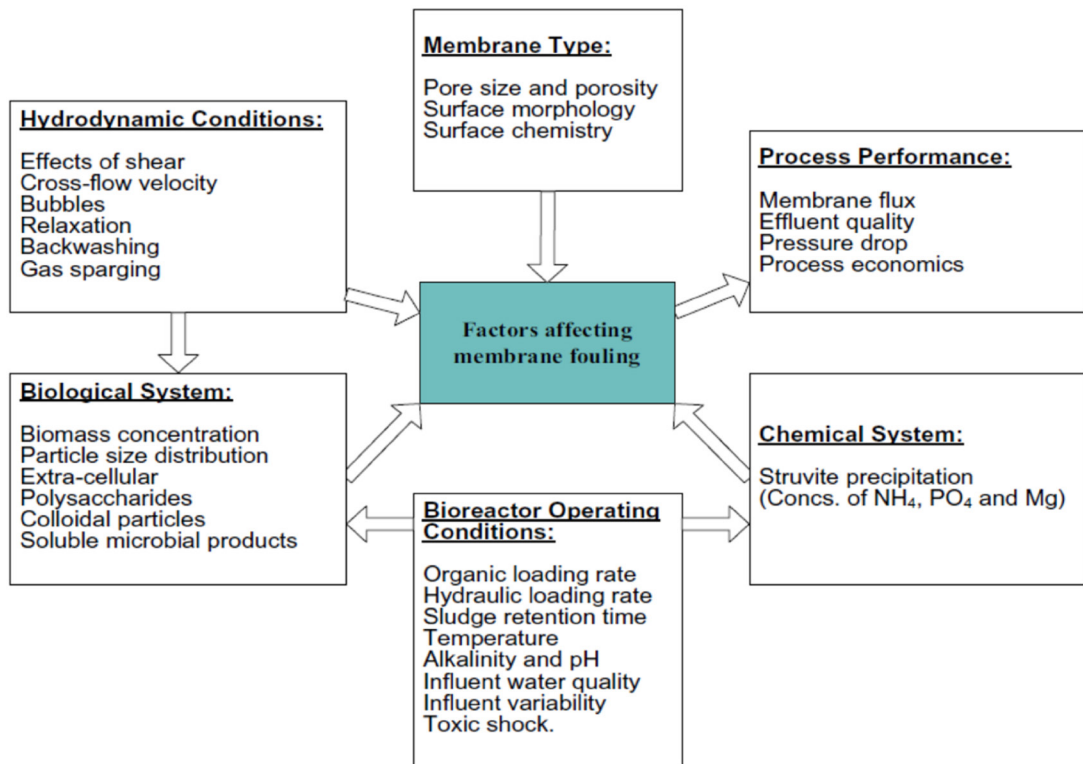 Membrane Type:
Pore size and porosity
Surface morphology
Surface chemistry
Hydrodynamic Conditions:
Effects of shear
Cross-flow velocity
Bubbles
Relaxation
Backwashing
Gas sparging
Process Performance:
Membrane flux
Effluent quality
Pressure drop
Process economics
Factors affecting
membrane fouling
Biological System:
Biomass concentration
Particle size distribution
Extra-cellular
Polysaccharides
Colloidal particles
Soluble microbial products
Chemical System:
Struvite precipitation
(Concs. of NH₄, PO₄ and Mg)
Bioreactor Operating
Conditions:
Organic loading rate
Hydraulic loading rate
Sludge retention time
Temperature
Alkalinity and pH
Influent water quality
Influent variability
Toxic shock.